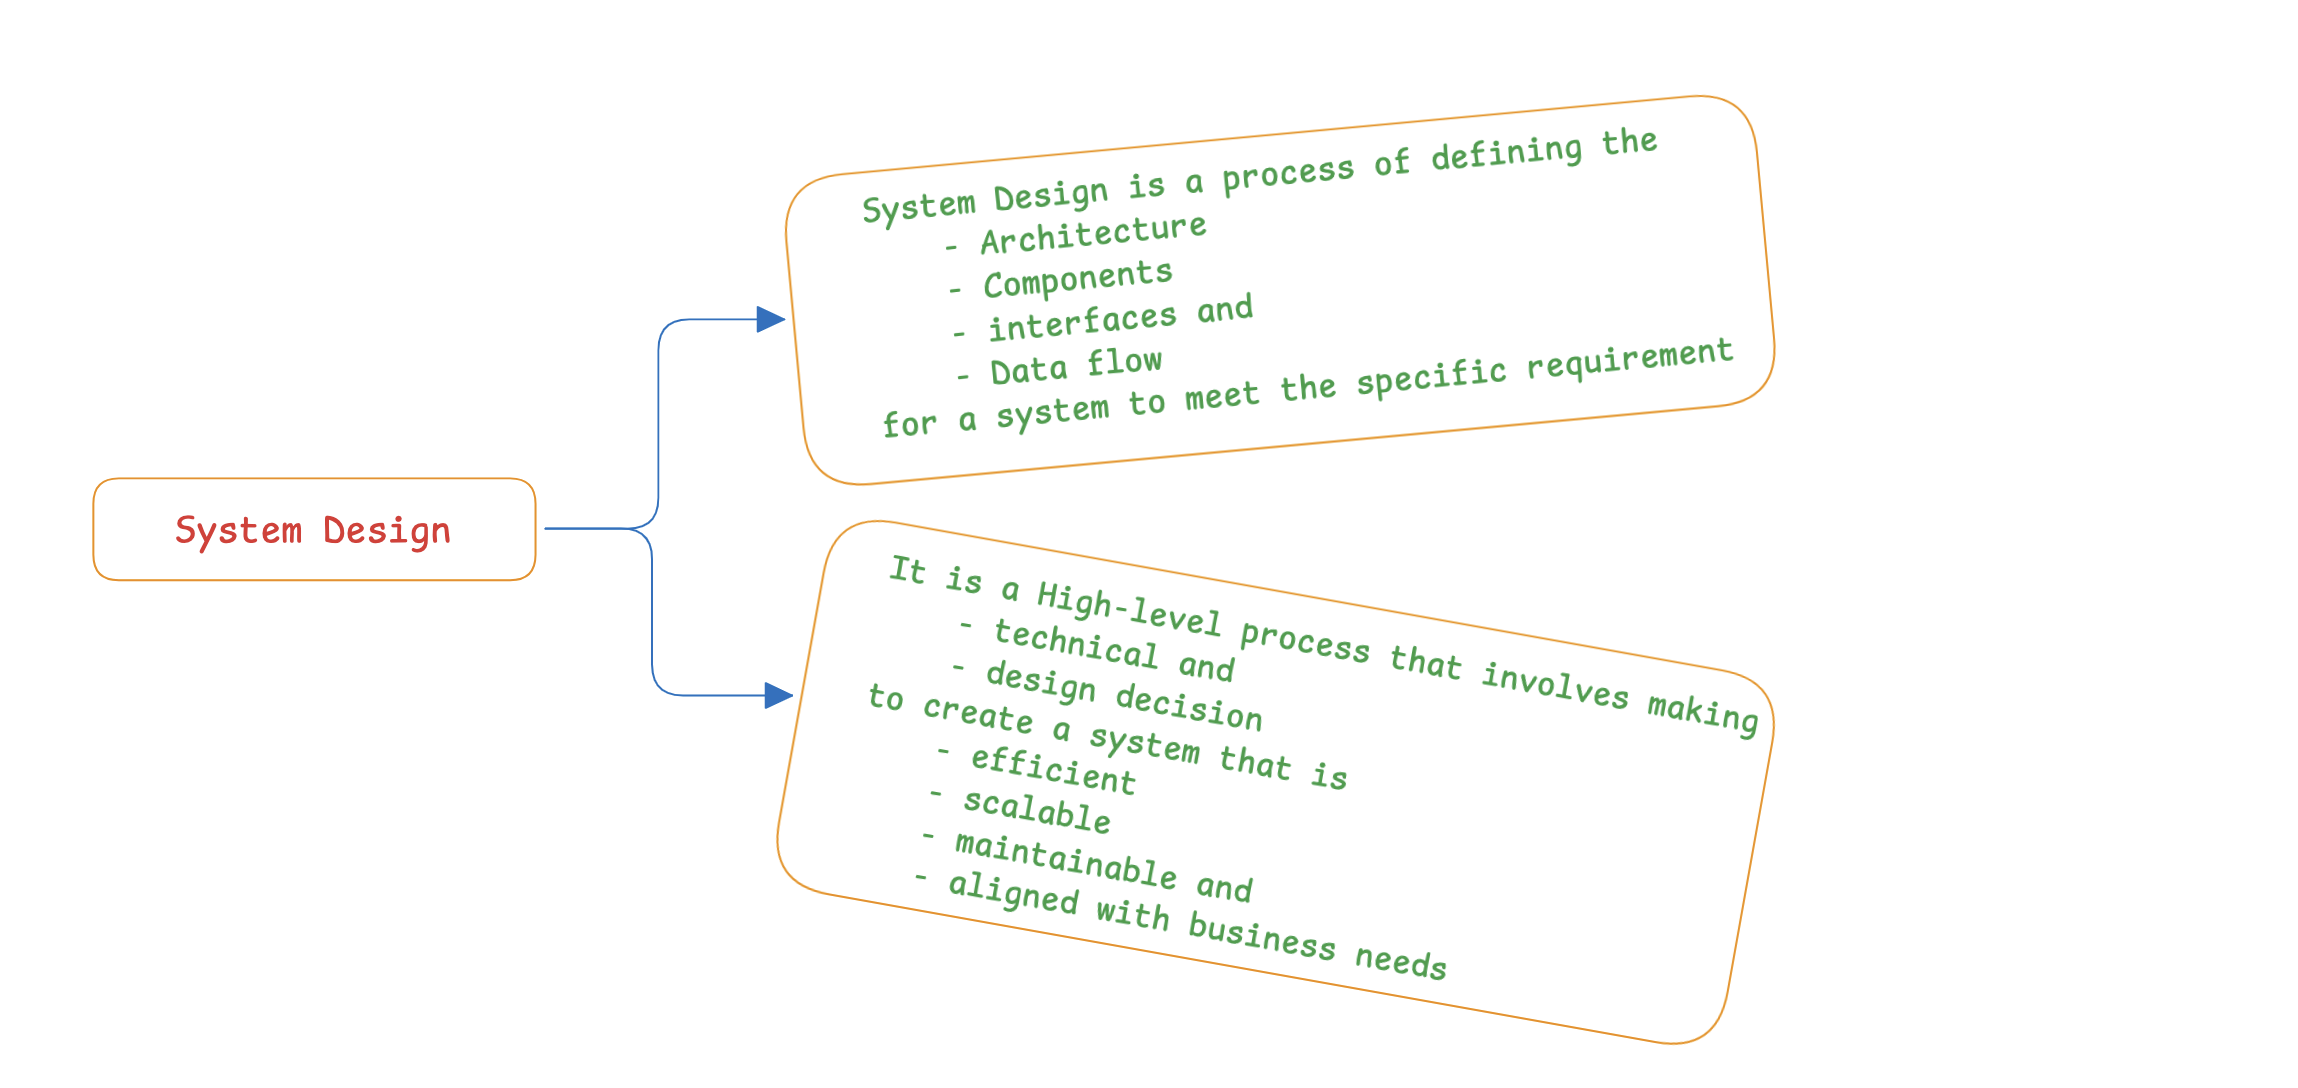 System Design
System Design is a process of defining the
- Architecture
- Components
- interfaces and
- Data flow
for a system to meet the specific requirement
It is a High-level process that involves making
- technical and
- design decision
to create a system that is
- efficient
- scalable
- maintainable and
- aligned with business needs